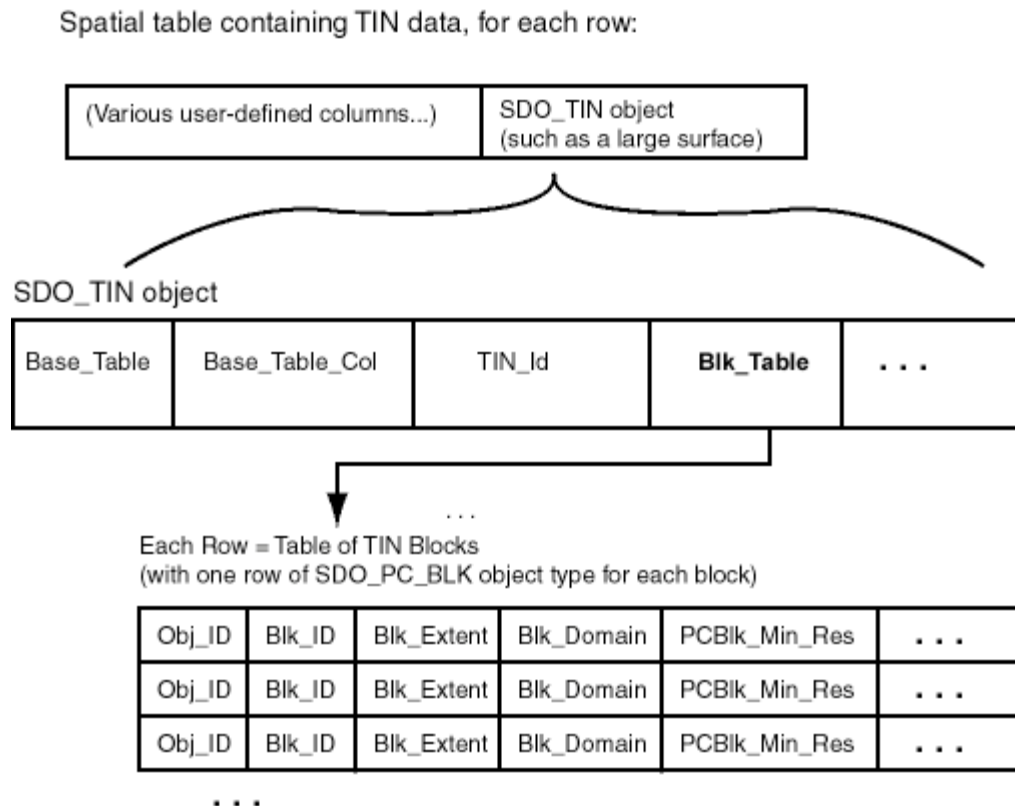 Spatial table containing TIN data, for each row:
(Various user-defined columns...) SDO_TIN object
(such as a large surface)
SDO_TIN object
Base_Table Base_Table_Col TIN_Id Blk_Table . . .
. . .
Each Row = Table of TIN Blocks
(with one row of SDO_PC_BLK object type for each block)
Obj_ID Blk_ID Blk_Extent Blk_Domain PCBlk_Min_Res . . .
Obj_ID Blk_ID Blk_Extent Blk_Domain PCBlk_Min_Res . . .
Obj_ID Blk_ID Blk_Extent Blk_Domain PCBlk_Min_Res . . .
. . .